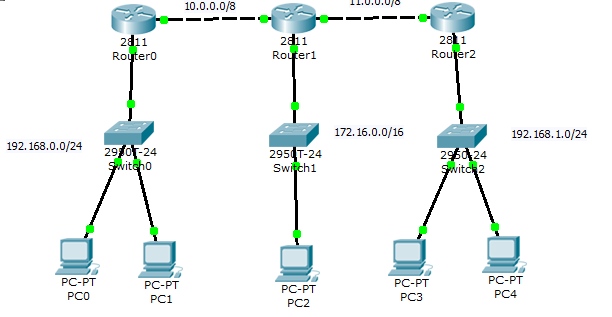 10.0.0.0/8
11.0.0.0/8
2811
Router0
2811
Router1
2811
Router2
192.168.0.0/24
2950T-24
Switch0
2950T-24
Switch1
172.16.0.0/16
2950-24
Switch2
192.168.1.0/24
PC-PT
PC0
PC-PT
PC1
PC-PT
PC2
PC-PT
PC3
PC-PT
PC4